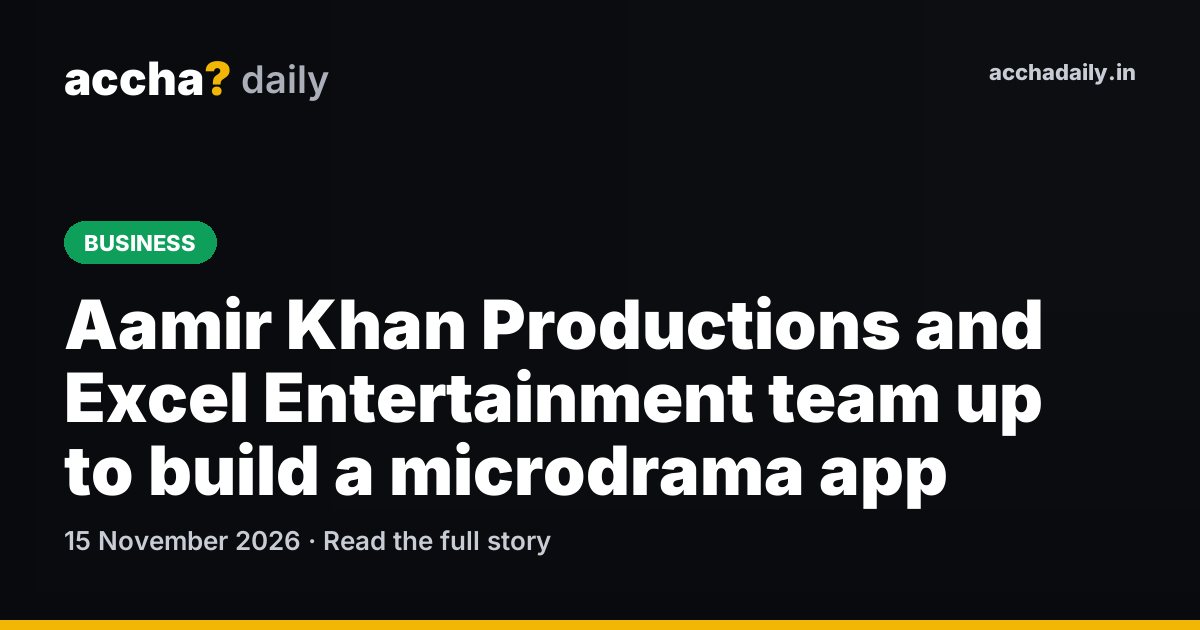 accha? daily
acchadaily.in
BUSINESS
Aamir Khan Productions and
Excel Entertainment team up
to build a microdrama app
15 November 2026 · Read the full story